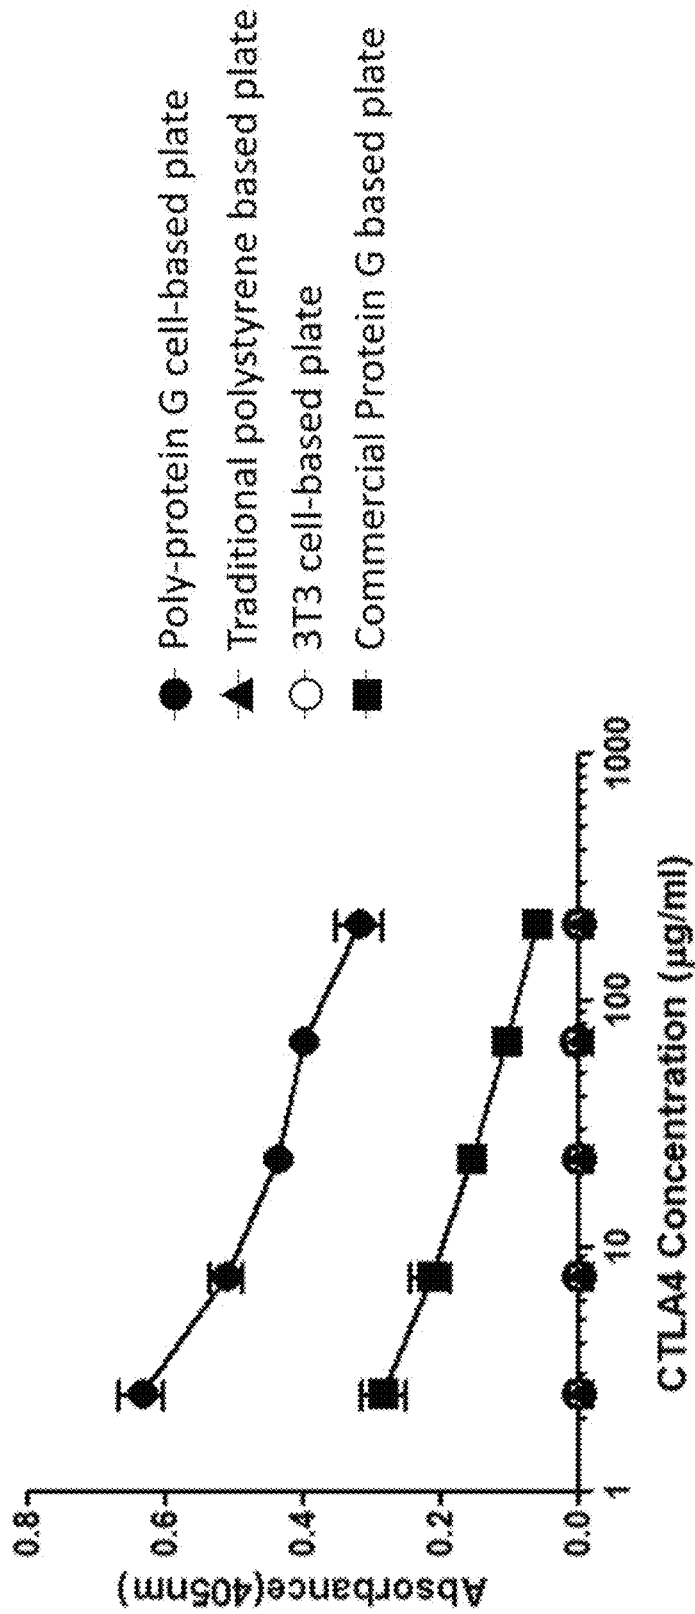 Absorbance(405nm)
0.8
0.6
0.4
0.2
0.0
1
10
100
1000
CTLA4 Concentration (μg/ml)
Poly-protein G cell-based plate
Traditional polystyrene based plate
3T3 cell-based plate
Commercial Protein G based plate